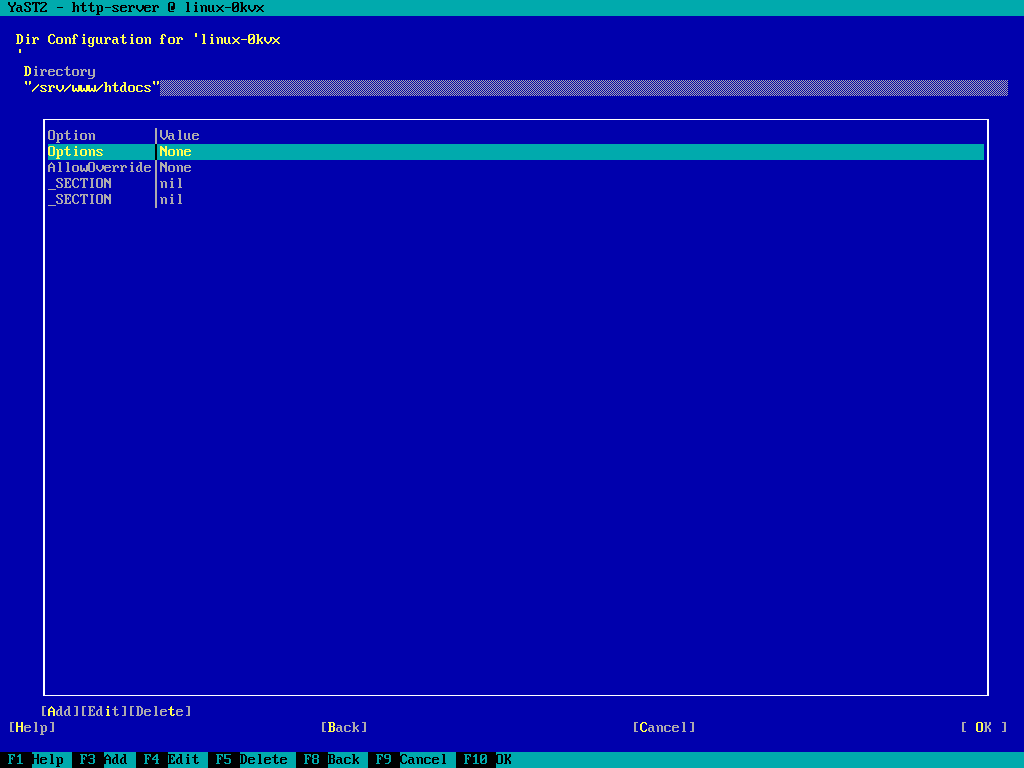 YaST2 - http-server @ linux-0kvx
Dir Configuration for 'linux-0kvx
'
Directory
"/srv/www/htdocs"
Option |Value
Options |None
AllowOverride|None
_SECTION |nil
_SECTION |nil
[Add][Edit][Delete]
[Help] [Back] [Cancel] [ OK ]
F1 Help F3 Add F4 Edit F5 Delete F8 Back F9 Cancel F10 OK